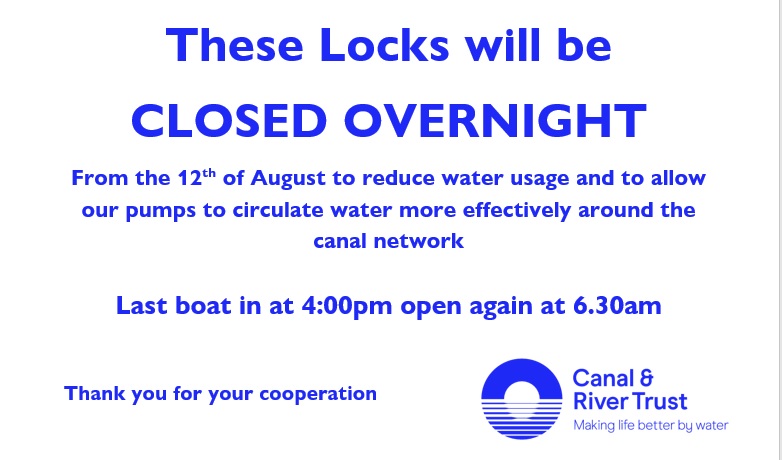 These Locks will be
CLOSED OVERNIGHT
From the 12th of August to reduce water usage and to allow
our pumps to circulate water more effectively around the
canal network
Last boat in at 4:00pm open again at 6.30am
Thank you for your cooperation
Canal &
River Trust
Making life better by water